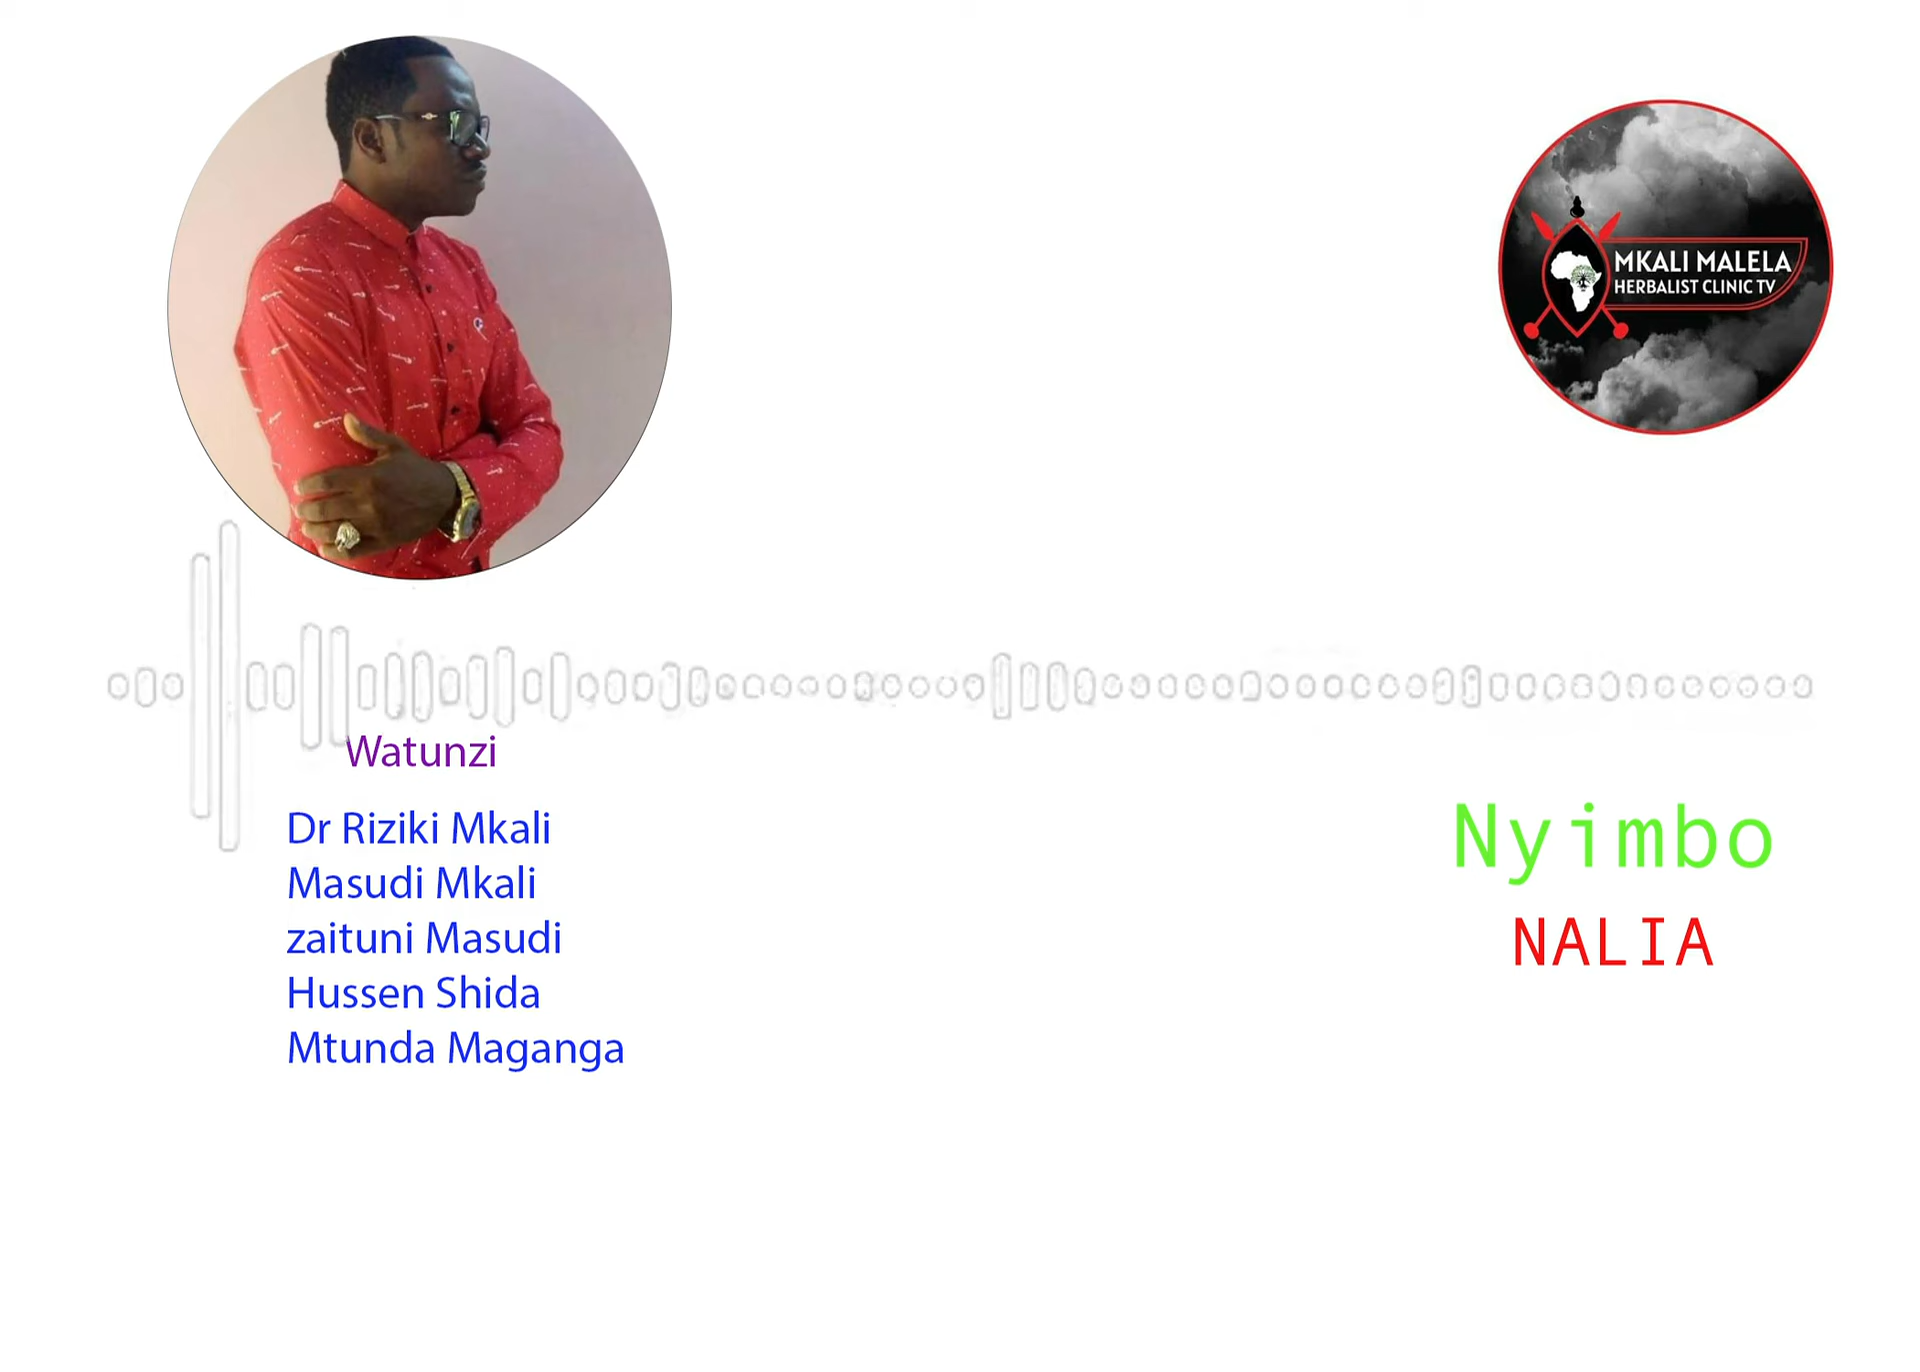 MKALI MALELA
HERBALIST CLINIC TV
Watunzi
Dr Riziki Mkali
Masudi Mkali
zaituni Masudi
Hussen Shida
Mtunda Maganga
Nyimbo
NALIA